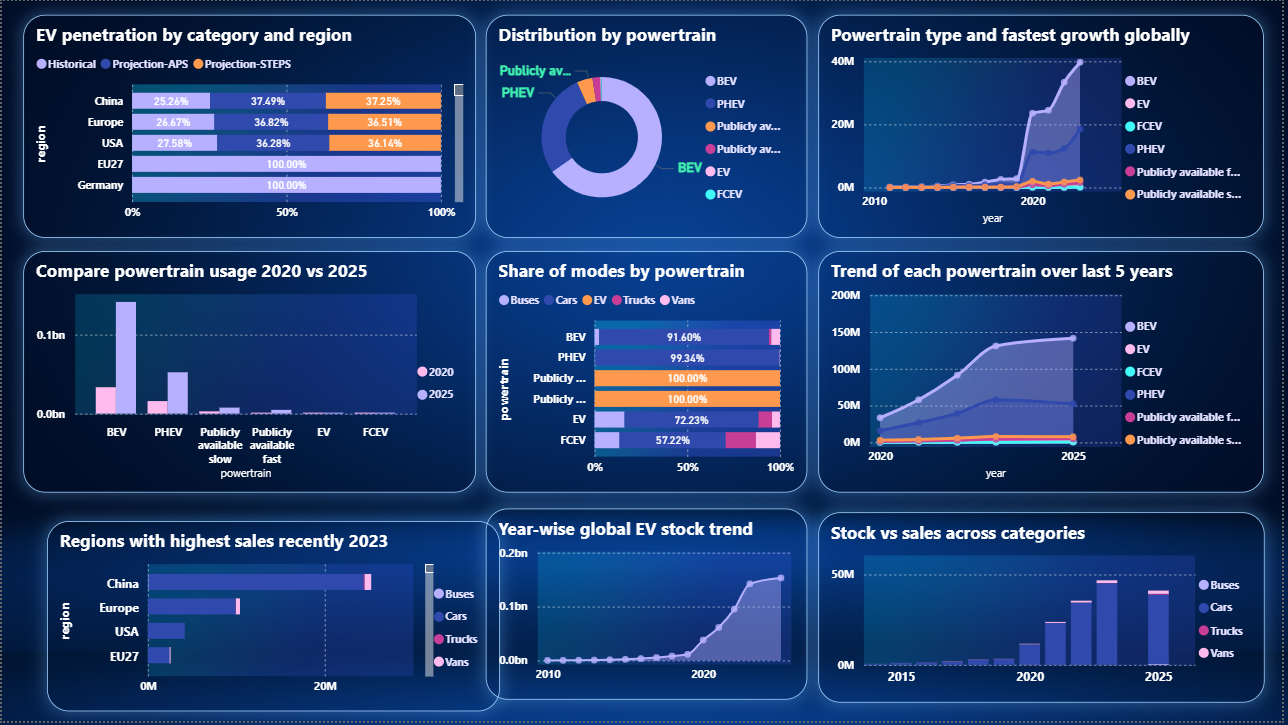 EV penetration by category and region
Historical Projection-APS Projection-STEPS
region
China 25.26% 37.49% 37.25%
Europe 26.67% 36.82% 36.51%
USA 27.58% 36.28% 36.14%
EU27 100.00%
Germany 100.00%
0% 50% 100%
Distribution by powertrain
Publicly av...
PHEV
BEV
BEV
PHEV
Publicly av...
Publicly av...
EV
FCEV
Powertrain type and fastest growth globally
40M
20M
0M
2010 2020
year
BEV
EV
FCEV
PHEV
Publicly available f...
Publicly available s...
Compare powertrain usage 2020 vs 2025
0.1bn
0.0bn
BEV PHEV Publicly available slow Publicly available fast EV FCEV
powertrain
2020
2025
Share of modes by powertrain
Buses Cars EV Trucks Vans
powertrain
BEV 91.60%
PHEV 99.34%
Publicly ... 100.00%
Publicly ... 100.00%
EV 72.23%
FCEV 57.22%
0% 50% 100%
Trend of each powertrain over last 5 years
200M
150M
100M
50M
0M
2020 2025
year
BEV
EV
FCEV
PHEV
Publicly available f...
Publicly available s...
Regions with highest sales recently 2023
region
China
Europe
USA
EU27
0M 20M
Buses
Cars
Trucks
Vans
Year-wise global EV stock trend
0.2bn
0.1bn
0.0bn
2010 2020
Stock vs sales across categories
50M
0M
2015 2020 2025
Buses
Cars
Trucks
Vans